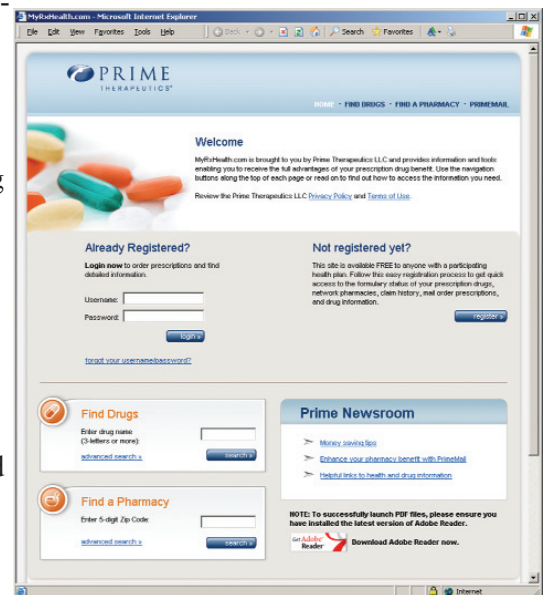 MyRxHealth.com - Microsoft Internet Explorer
File Edit View Favorites Tools Help
Back Search Favorites
PRIME
THERAPEUTICS
HOME • FIND DRUGS • FIND A PHARMACY • PRIMEMAIL
Welcome
MyRxHealth.com is brought to you by Prime Therapeutics LLC and provides information and tools
enabling you to receive the full advantages of your prescription drug benefit. Use the navigation
buttons along the top of each page or read on to find out how to access the information you need.
Review the Prime Therapeutics LLC Privacy Policy and Terms of Use.
Already Registered?
Login now to order prescriptions and find
detailed information.
Username:
Password:
login »
forgot your username/password?
Not registered yet?
This site is available FREE to anyone with a participating
health plan. Follow this easy registration process to get quick
access to the formulary status of your prescription drugs,
network pharmacies, claim history, mail order prescriptions,
and drug information.
register »
Find Drugs
Enter drug name
(3-letters or more):
advanced search »
search »
Find a Pharmacy
Enter 5-digit Zip Code:
advanced search »
search »
Prime Newsroom
Money saving tips
Enhance your pharmacy benefit with PrimeMail
Helpful links to health and drug information
NOTE: To successfully launch PDF files, please ensure you
have installed the latest version of Adobe Reader.
Get Adobe Reader
Download Adobe Reader now.
Internet